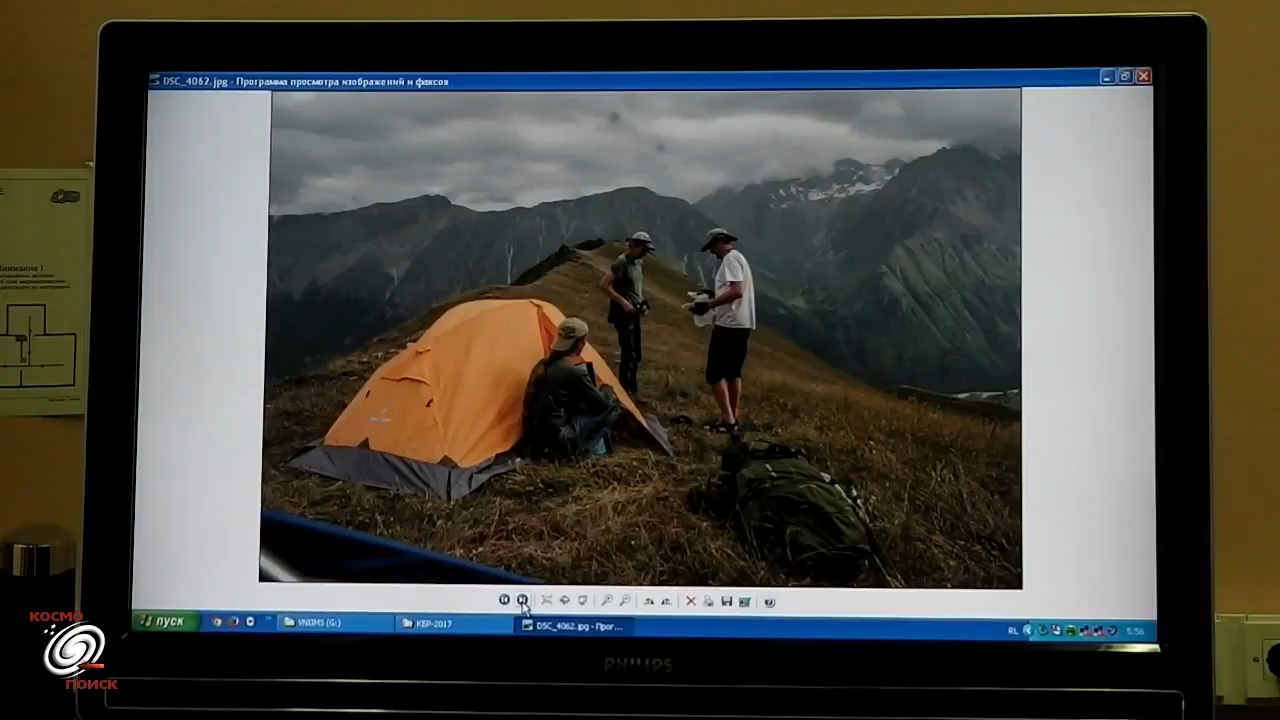 DSC_4062.jpg - Программа просмотра изображений и факсов
Внимание !
пуск
VNIIMS (G:)
КБР-2017
DSC_4062.jpg - Прог...
RL
5:56
PHILIPS
КОСМО
ПОИСК